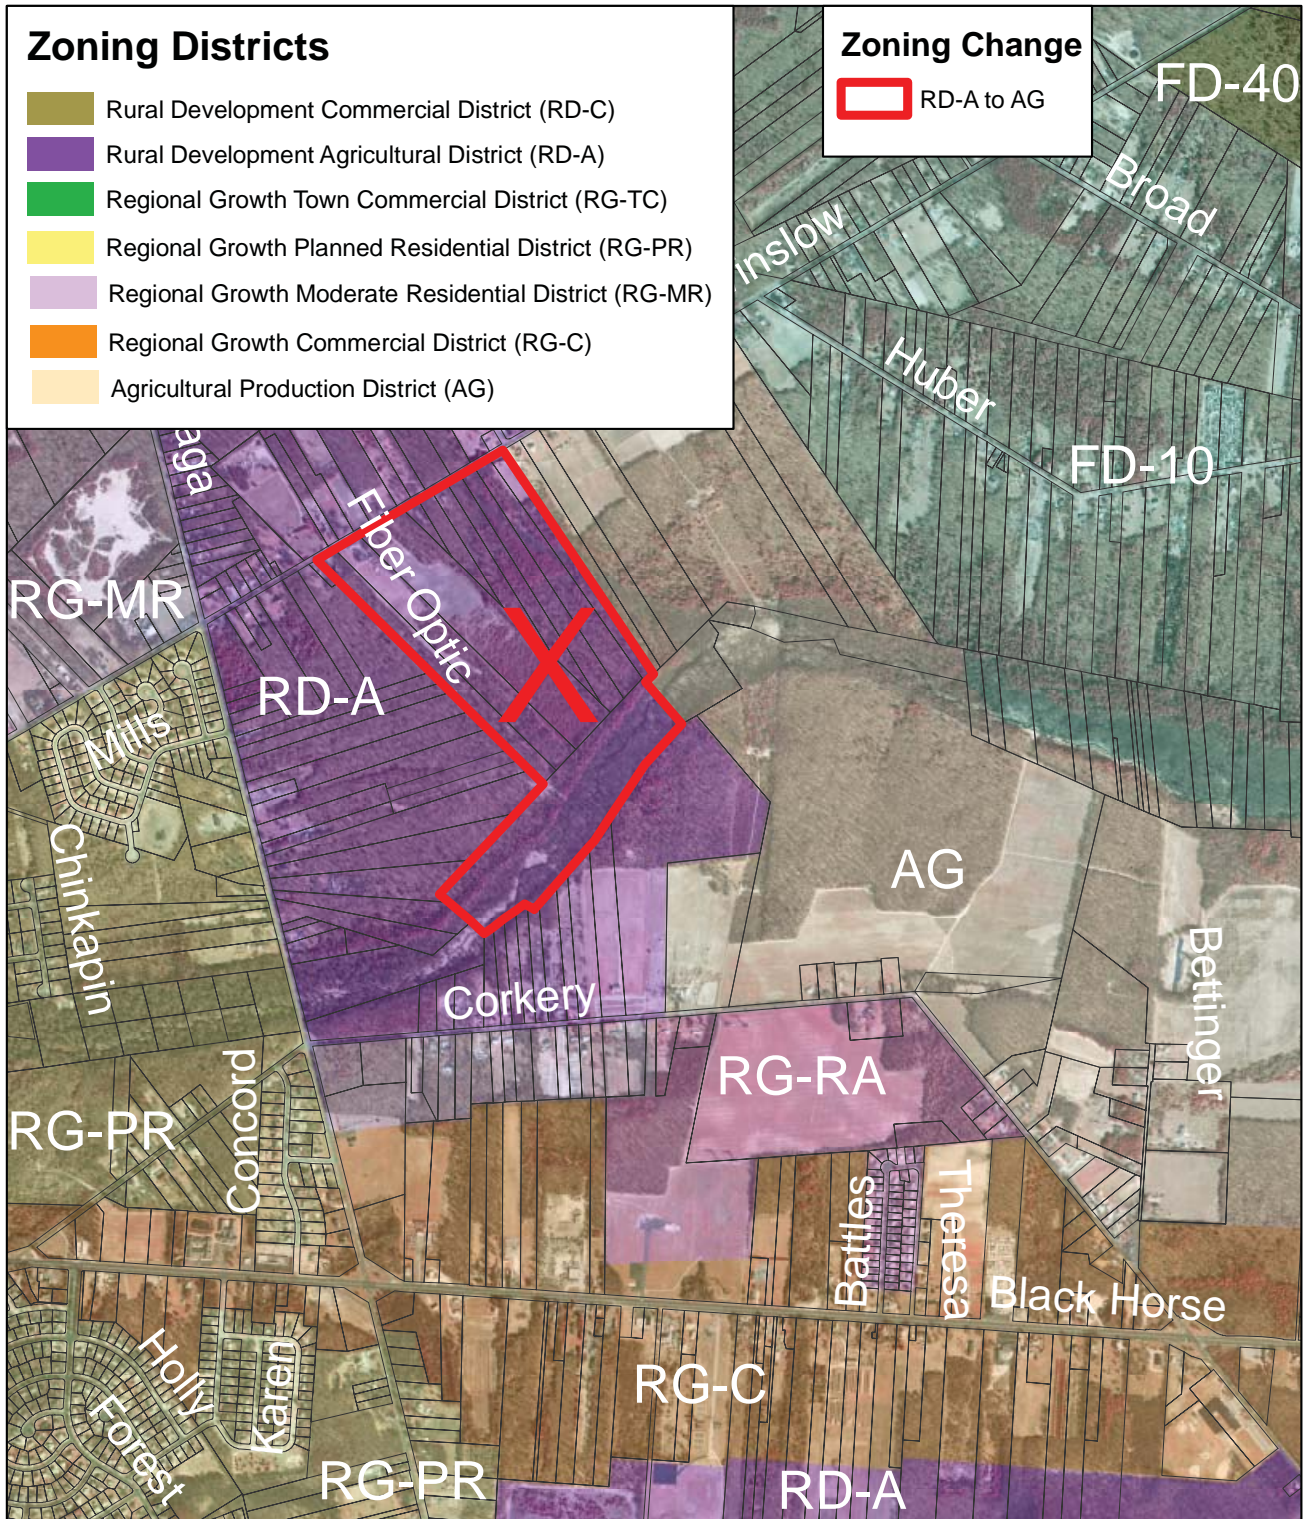 Zoning Districts
Rural Development Commercial District (RD-C)
Rural Development Agricultural District (RD-A)
Regional Growth Town Commercial District (RG-TC)
Regional Growth Planned Residential District (RG-PR)
Regional Growth Moderate Residential District (RG-MR)
Regional Growth Commercial District (RG-C)
Agricultural Production District (AG)
Zoning Change
RD-A to AG
FD-40
Broad
inslow
Huber
FD-10
aga
Fiber Optic
RG-MR
X
RD-A
Mills
Chinkapin
AG
Bettinger
Corkery
Concord
RG-RA
RG-PR
Battles
Theresa
Black Horse
Holly
Karen
Forest
RG-C
RG-PR
RD-A